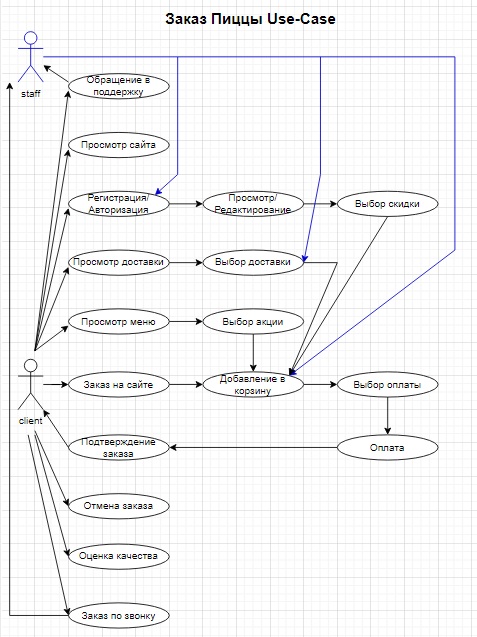 Заказ Пиццы Use-Case
staff
Обращение в
поддержку
Просмотр сайта
Регистрация/
Авторизация
Просмотр/
Редактирование
Выбор скидки
Просмотр доставки
Выбор доставки
Просмотр меню
Выбор акции
client
Заказ на сайте
Добавление в
корзину
Выбор оплаты
Подтверждение
заказа
Оплата
Отмена заказа
Оценка качества
Заказ по звонку